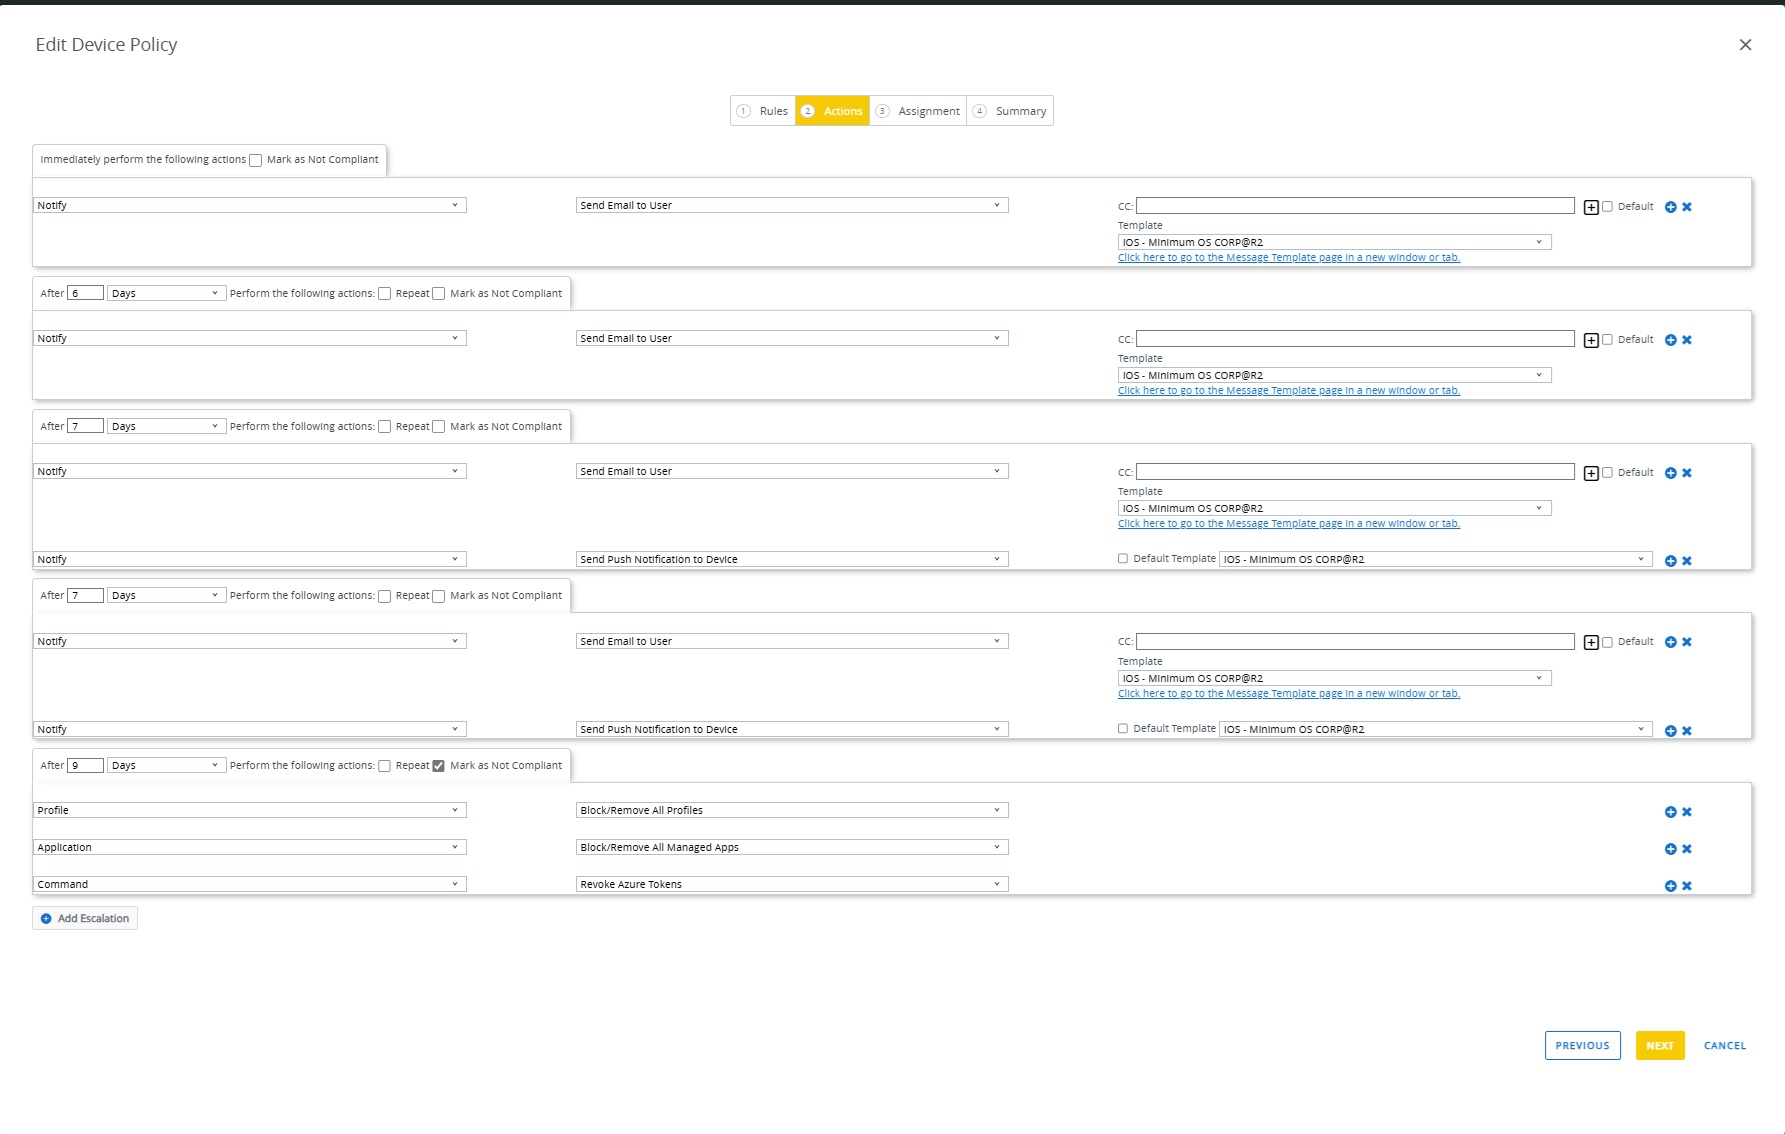 Edit Device Policy
1 Rules 2 Actions 3 Assignment 4 Summary
Immediately perform the following actions Mark as Not Compliant
Notify Send Email to User CC: Default
Template
IOS - Minimum OS CORP@R2
Click here to go to the Message Template page in a new window or tab.
After 6 Days Perform the following actions: Repeat Mark as Not Compliant
Notify Send Email to User CC: Default
Template
IOS - Minimum OS CORP@R2
Click here to go to the Message Template page in a new window or tab.
After 7 Days Perform the following actions: Repeat Mark as Not Compliant
Notify Send Email to User CC: Default
Template
IOS - Minimum OS CORP@R2
Click here to go to the Message Template page in a new window or tab.
Notify Send Push Notification to Device Default Template IOS - Minimum OS CORP@R2
After 7 Days Perform the following actions: Repeat Mark as Not Compliant
Notify Send Email to User CC: Default
Template
IOS - Minimum OS CORP@R2
Click here to go to the Message Template page in a new window or tab.
Notify Send Push Notification to Device Default Template IOS - Minimum OS CORP@R2
After 9 Days Perform the following actions: Repeat Mark as Not Compliant
Profile Block/Remove All Profiles
Application Block/Remove All Managed Apps
Command Revoke Azure Tokens
Add Escalation
PREVIOUS NEXT CANCEL